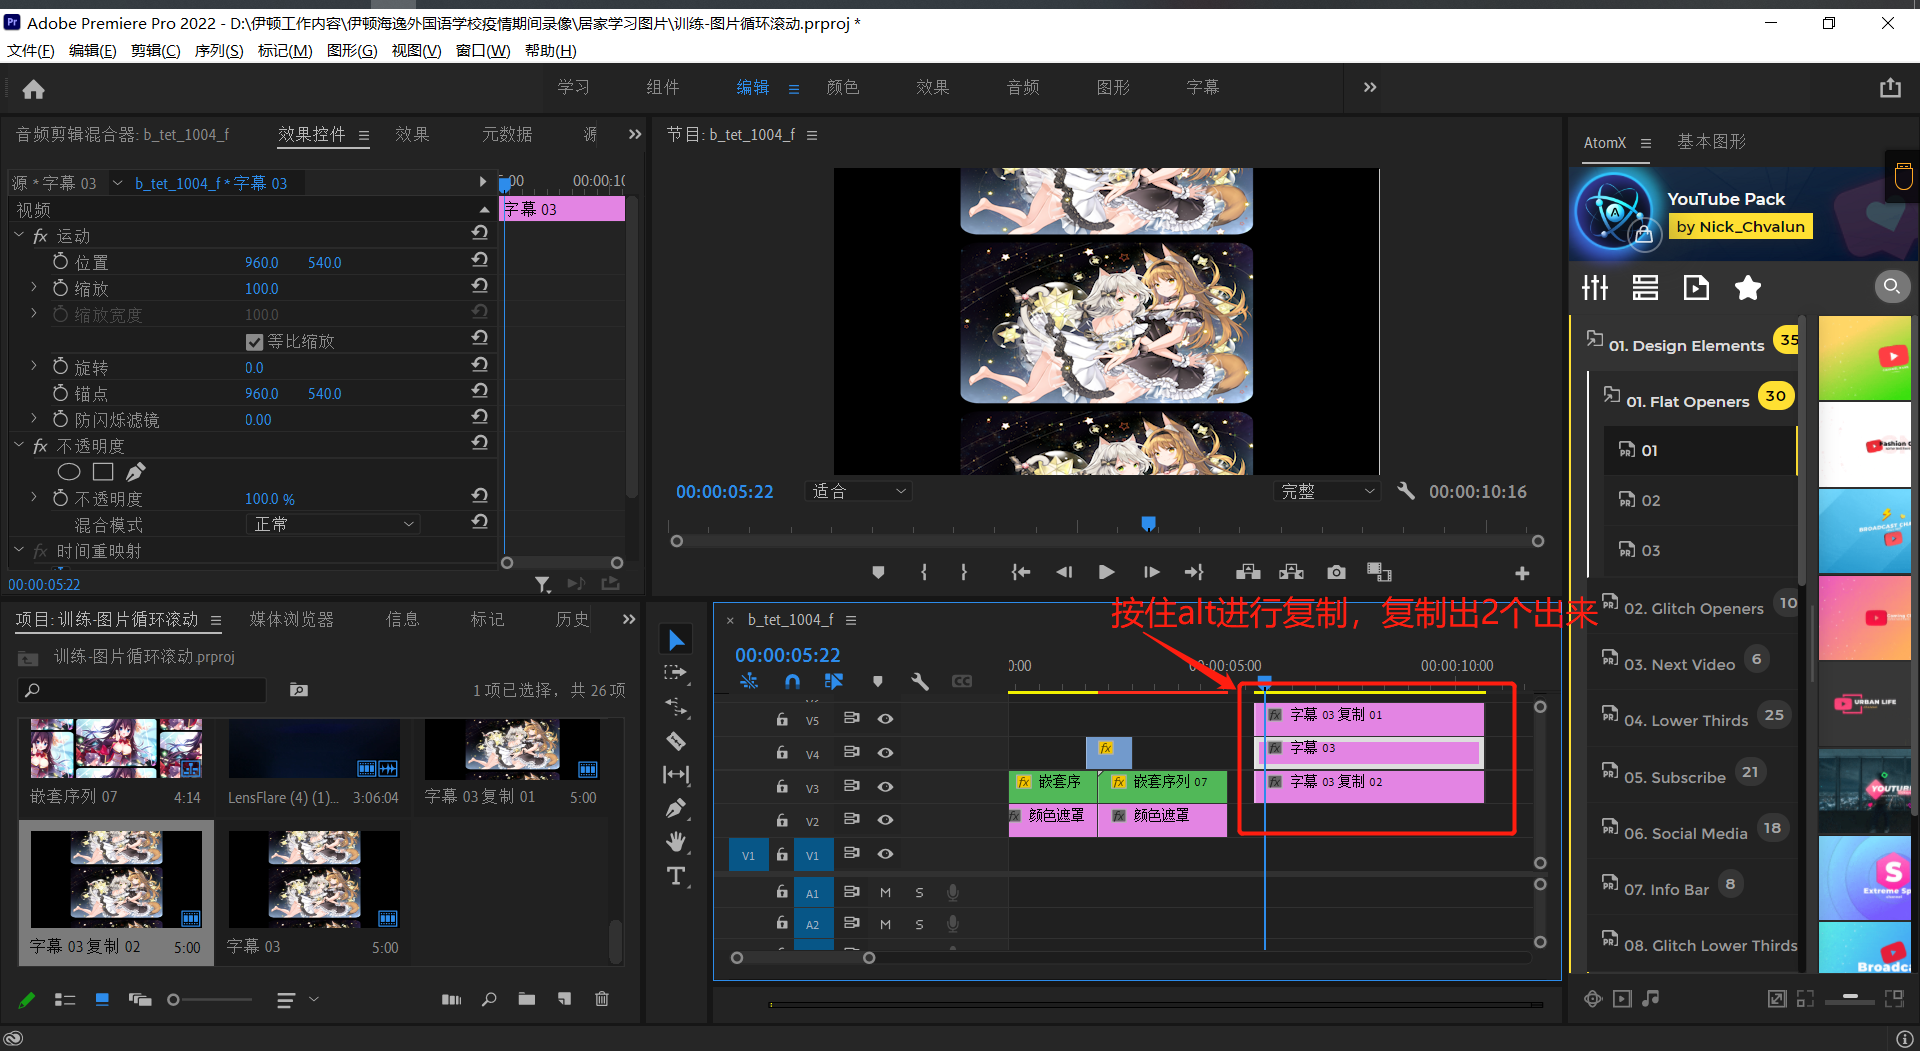 Adobe Premiere Pro 2022 - D:\伊顿工作内容\伊顿海逸外国语学校疫情期间录像\居家学习图片\训练-图片循环滚动.prproj *
文件(F) 编辑(E) 剪辑(C) 序列(S) 标记(M) 图形(G) 视图(V) 窗口(W) 帮助(H)
学习 组件 编辑 颜色 效果 音频 图形 字幕
音频剪辑混合器: b_tet_1004_f 效果控件 效果 元数据 源
源 * 字幕 03 b_tet_1004_f * 字幕 03
:00 00:00:10
视频
字幕 03
fx 运动
位置 960.0 540.0
缩放 100.0
缩放宽度 100.0
等比缩放
旋转 0.0
锚点 960.0 540.0
防闪烁滤镜 0.00
fx 不透明度
不透明度 100.0 %
混合模式 正常
fx 时间重映射
00:00:05:22
节目: b_tet_1004_f
00:00:05:22 适合 完整 00:00:10:16
AtomX 基本图形
YouTube Pack
by Nick_Chvalun
01. Design Elements 35
01. Flat Openers 30
01
02
03
02. Glitch Openers 10
03. Next Video 6
04. Lower Thirds 25
05. Subscribe 21
06. Social Media 18
07. Info Bar 8
08. Glitch Lower Thirds
URBAN LIFE
项目: 训练-图片循环滚动 媒体浏览器 信息 标记 历史
训练-图片循环滚动.prproj
1 项已选择，共 26 项
嵌套序列 07 4:14
LensFlare (4) (1)... 3:06:04
字幕 03 复制 01 5:00
字幕 03 复制 02 5:00
字幕 03 5:00
× b_tet_1004_f
按住alt进行复制，复制出2个出来
00:00:05:22
0:00 00:00:05:00 00:00:10:00
V5 fx 字幕 03 复制 01
V4 fx fx 字幕 03
V3 fx 嵌套序 fx 嵌套序列 07 fx 字幕 03 复制 02
V2 fx 颜色遮罩 fx 颜色遮罩
V1 V1
A1 M S
A2 M S